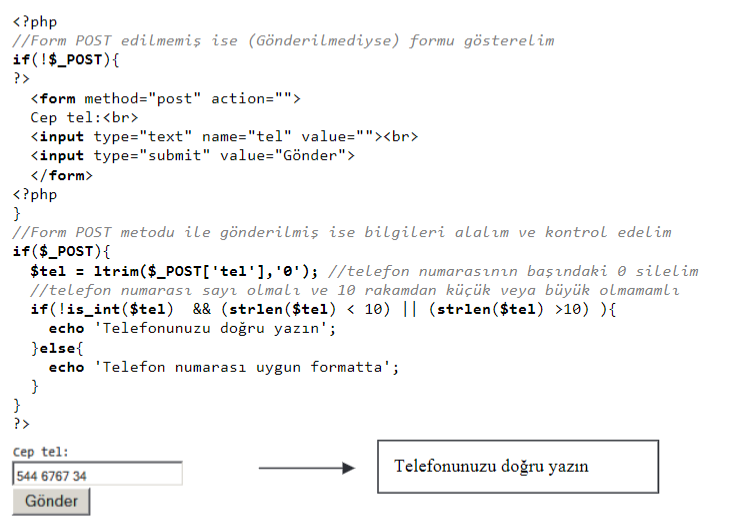 <?php
//Form POST edilmemiş ise (Gönderilmediyse) formu gösterelim
if(!$_POST){
?>
  <form method="post" action="">
  Cep tel:<br>
  <input type="text" name="tel" value=""><br>
  <input type="submit" value="Gönder">
  </form>
<?php
}
//Form POST metodu ile gönderilmiş ise bilgileri alalım ve kontrol edelim
if($_POST){
  $tel = ltrim($_POST['tel'],'0'); //telefon numarasının başındaki 0 silelim
  //telefon numarası sayı olmalı ve 10 rakamdan küçük veya büyük olmamamlı
  if(!is_int($tel)  && (strlen($tel) < 10) || (strlen($tel) >10) ){
    echo 'Telefonunuzu doğru yazın';
  }else{
    echo 'Telefon numarası uygun formatta';
  }
}
?>
Cep tel:
544 6767 34
Gönder
Telefonunuzu doğru yazın